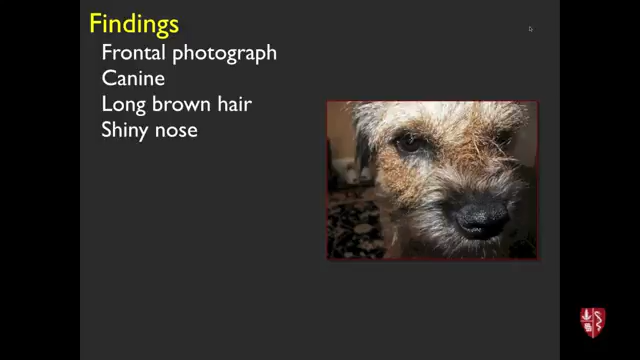 Findings
Frontal photograph
Canine
Long brown hair
Shiny nose